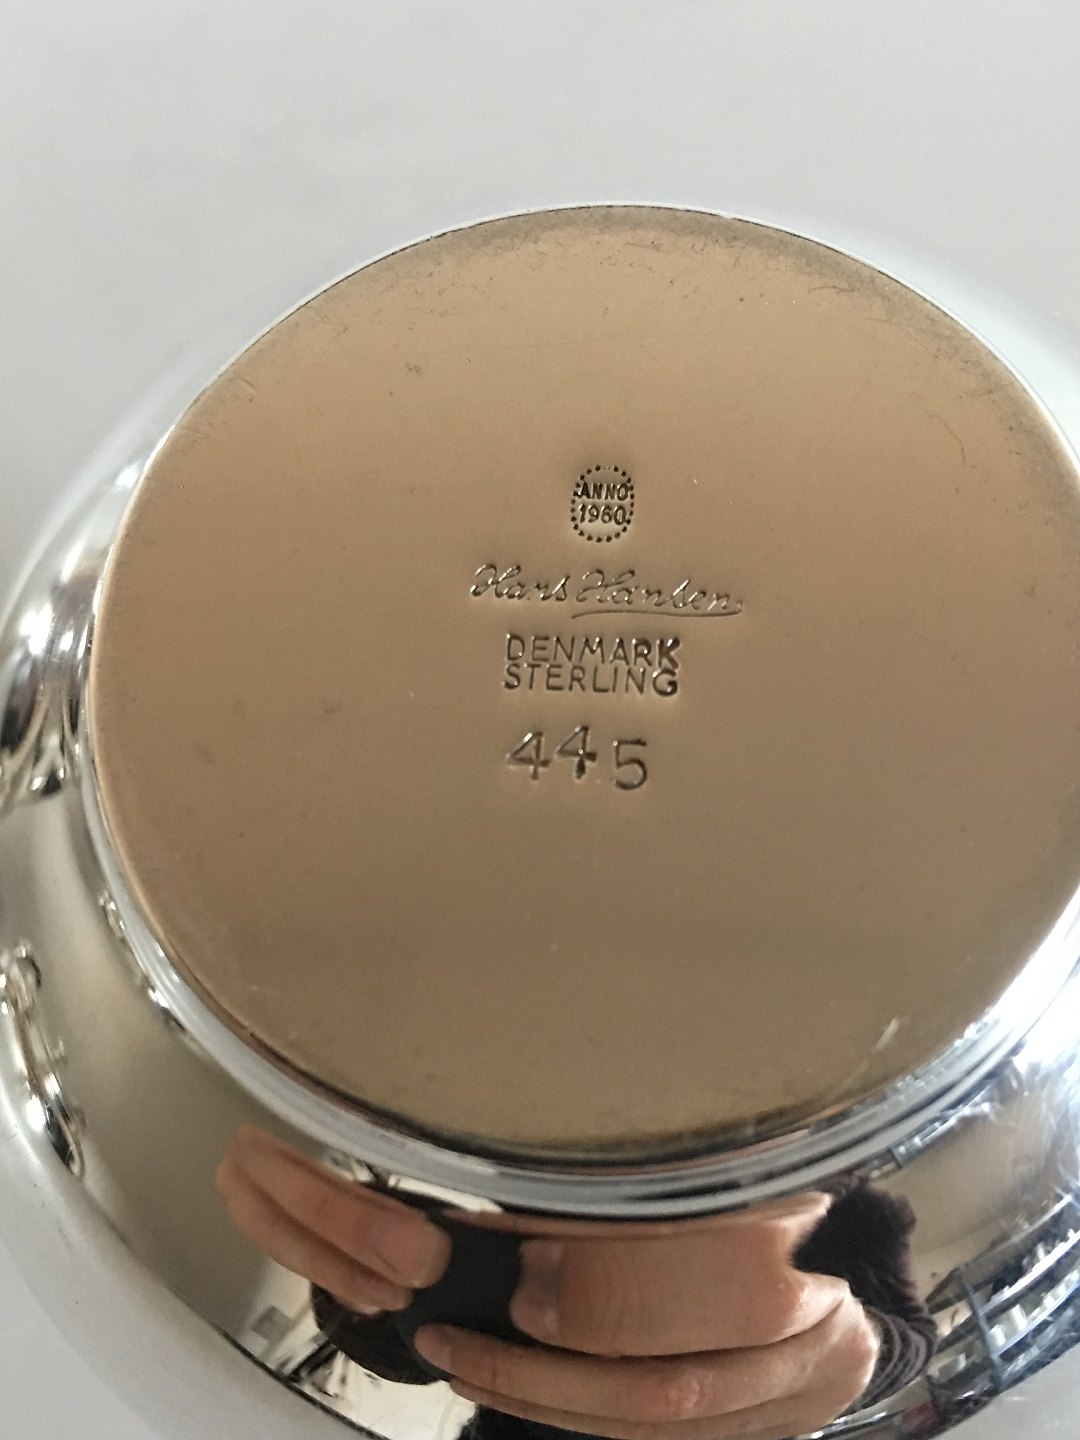 ANNO
1960
Hans Hansen
DENMARK
STERLING
445